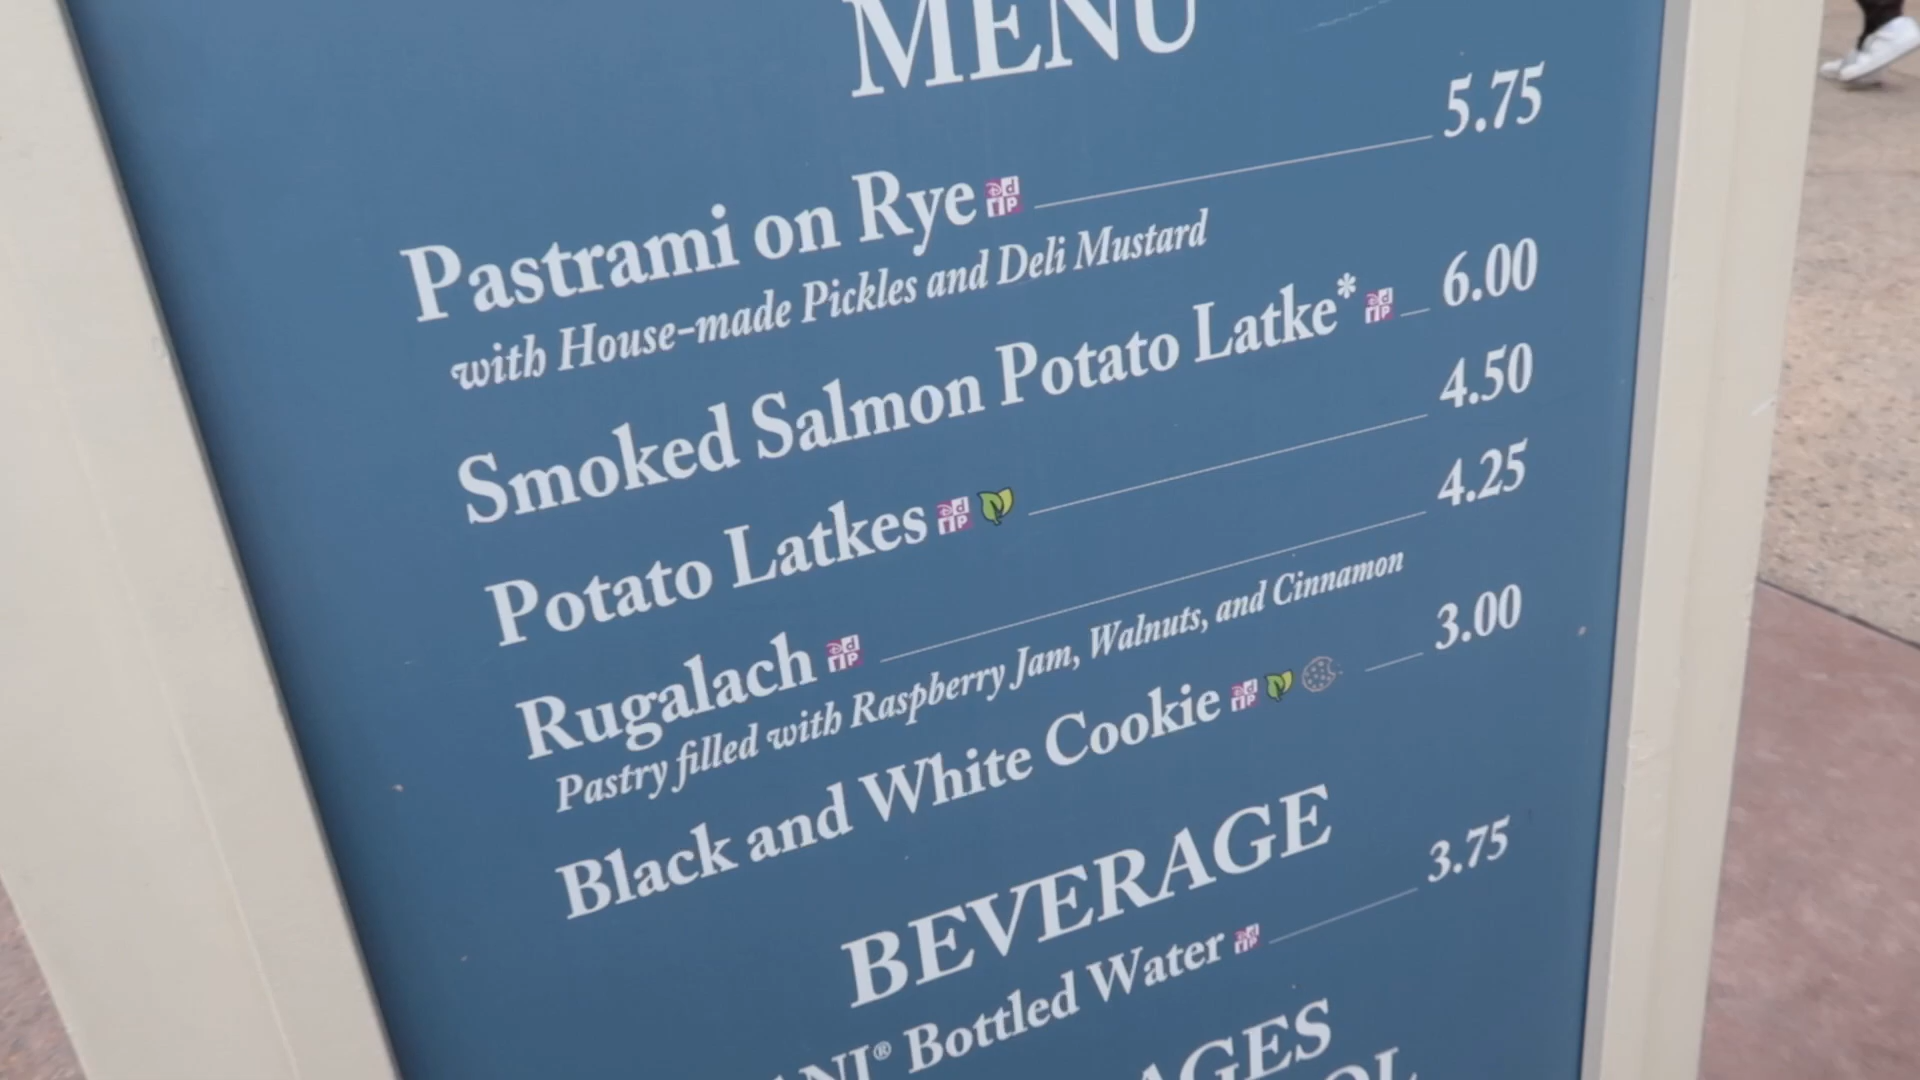 MENU
Pastrami on Rye 5.75
with House-made Pickles and Deli Mustard
Smoked Salmon Potato Latke* 6.00
Potato Latkes 4.50
Rugalach 4.25
Pastry filled with Raspberry Jam, Walnuts, and Cinnamon
Black and White Cookie 3.00
BEVERAGE
Bottled Water 3.75